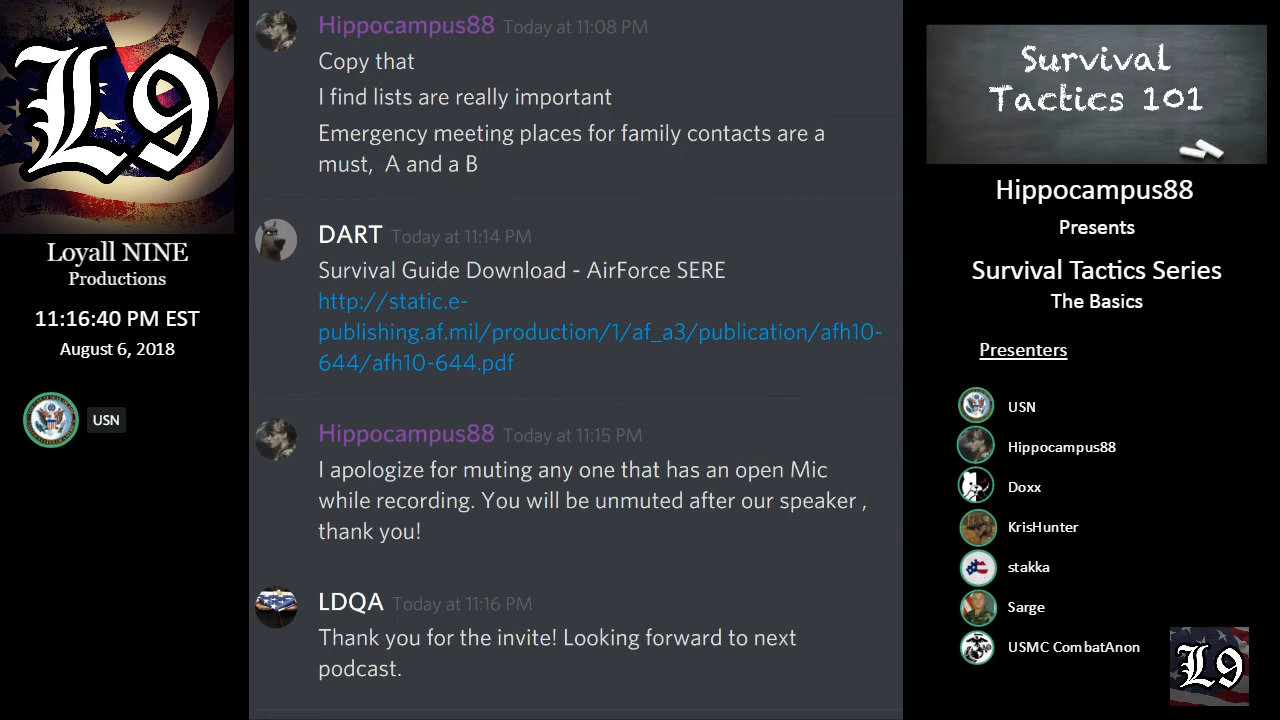 L9
Loyall NINE
Productions
11:16:40 PM EST
August 6, 2018
USN
Hippocampus88 Today at 11:08 PM
Copy that
I find lists are really important
Emergency meeting places for family contacts are a
must, A and a B
DART Today at 11:14 PM
Survival Guide Download - AirForce SERE
http://static.e-
publishing.af.mil/production/1/af_a3/publication/afh10-
644/afh10-644.pdf
Hippocampus88 Today at 11:15 PM
I apologize for muting any one that has an open Mic
while recording. You will be unmuted after our speaker ,
thank you!
LDQA Today at 11:16 PM
Thank you for the invite! Looking forward to next
podcast.
Survival
Tactics 101
Hippocampus88
Presents
Survival Tactics Series
The Basics
Presenters
USN
Hippocampus88
Doxx
KrisHunter
stakka
Sarge
USMC CombatAnon
L9